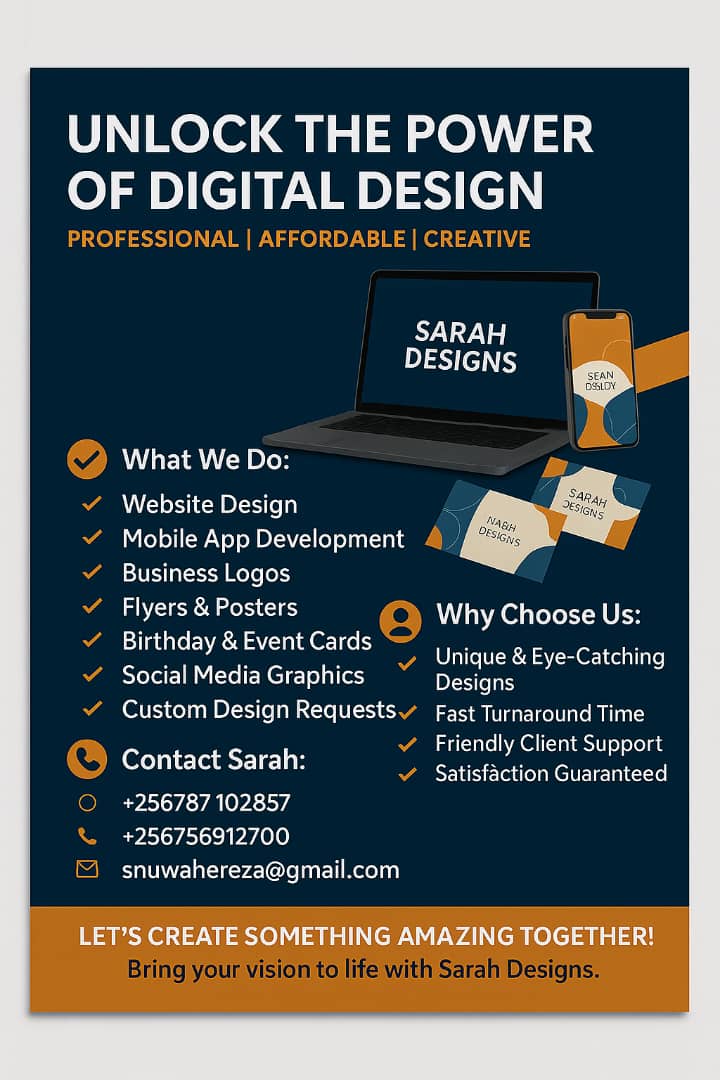 UNLOCK THE POWER
OF DIGITAL DESIGN
PROFESSIONAL | AFFORDABLE | CREATIVE
SARAH
DESIGNS
SEAN
SARAH
DESIGNS
NA&H
DESIGNS
What We Do:
Website Design
Mobile App Development
Business Logos
Flyers & Posters
Birthday & Event Cards
Social Media Graphics
Custom Design Requests
Why Choose Us:
Unique & Eye-Catching
Designs
Fast Turnaround Time
Friendly Client Support
Satisfàction Guaranteed
Contact Sarah:
+256787 102857
+256756912700
snuwahereza@gmail.com
LET'S CREATE SOMETHING AMAZING TOGETHER!
Bring your vision to life with Sarah Designs.